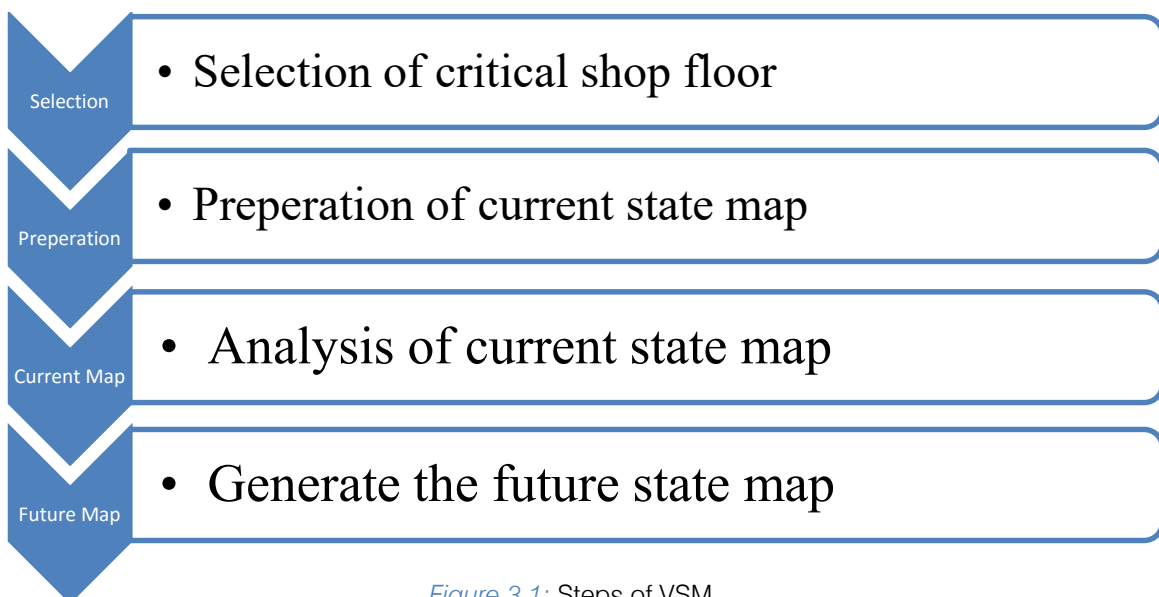 Selection
• Selection of critical shop floor
Preperation
• Preperation of current state map
Current Map
• Analysis of current state map
Future Map
• Generate the future state map
Figure 3.1: Steps of VSM